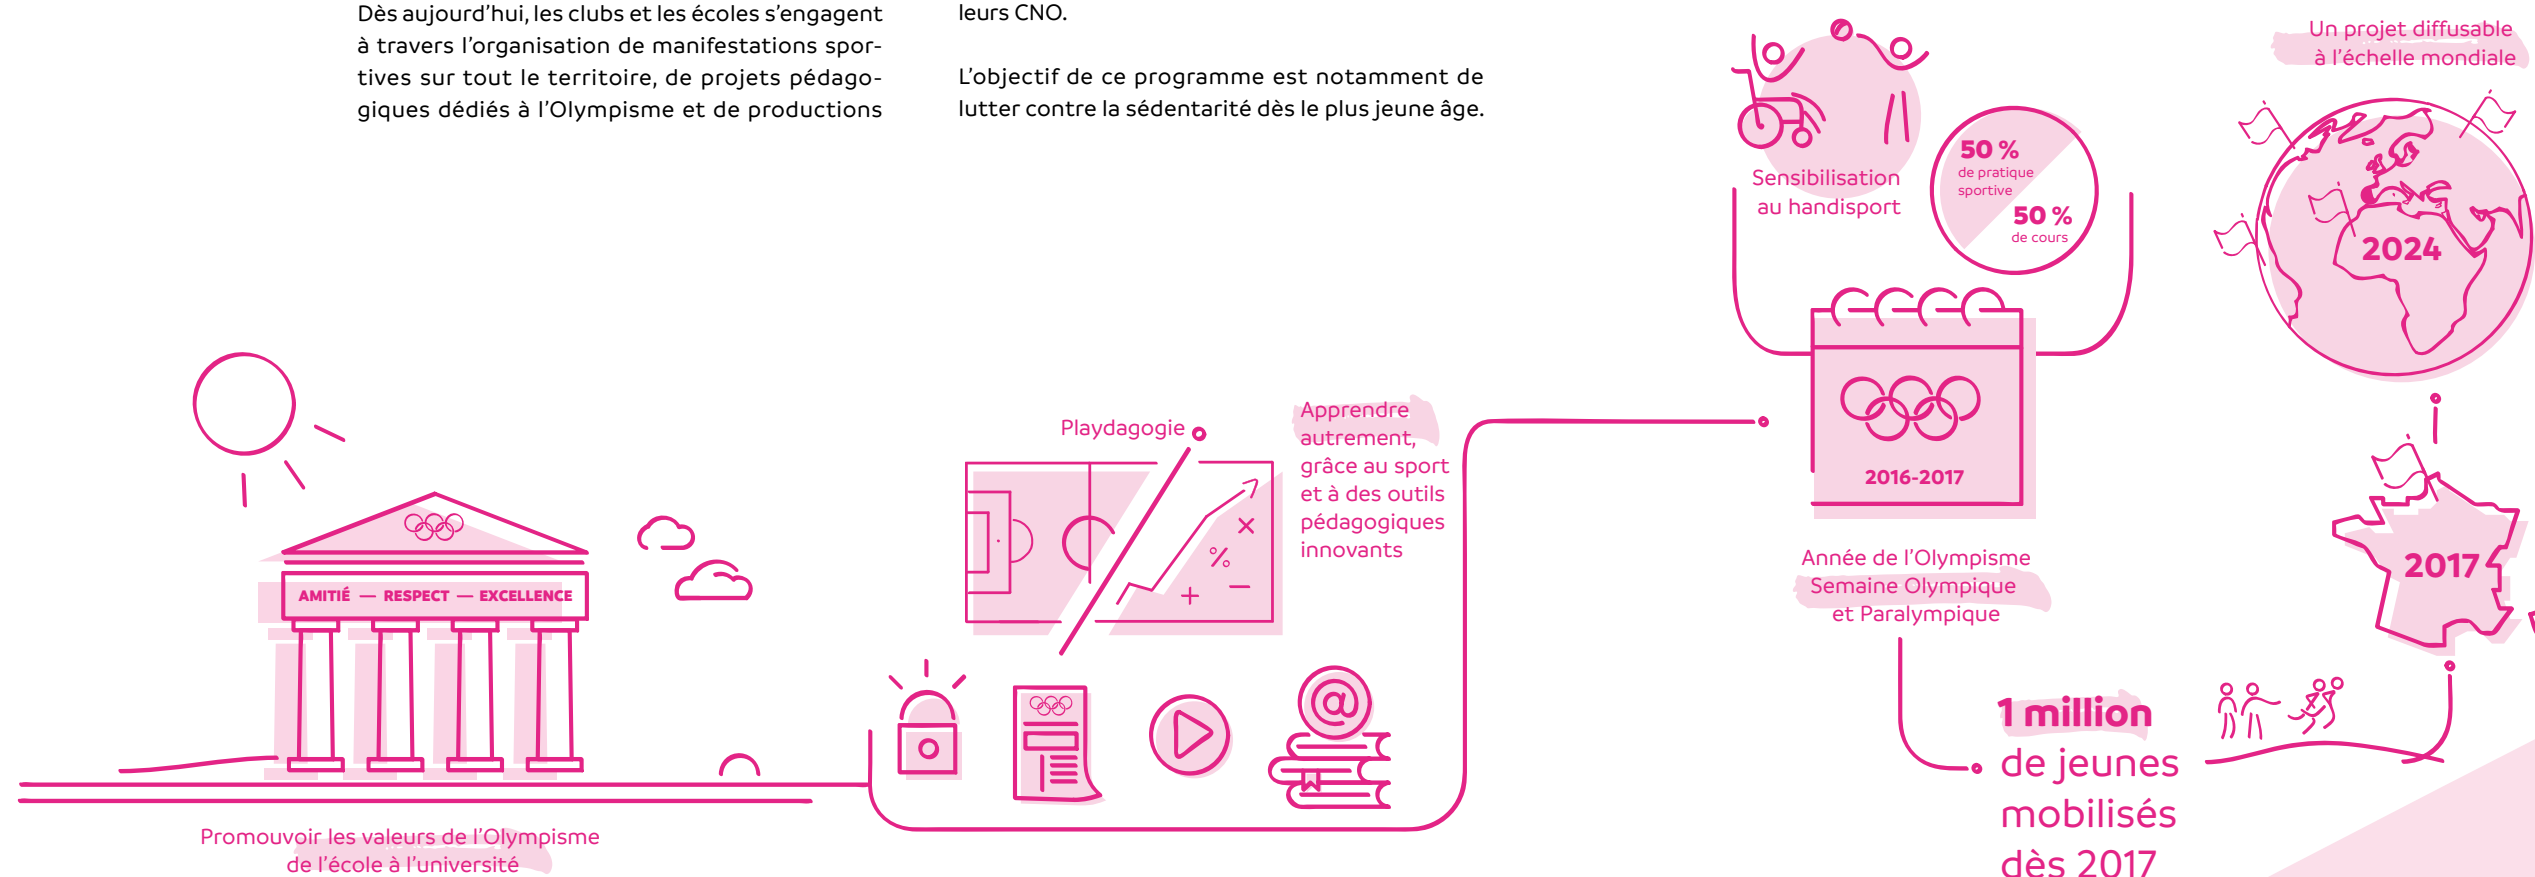 Dès aujourd’hui, les clubs et les écoles s’engagent
à travers l’organisation de manifestations spor-
tives sur tout le territoire, de projets pédago-
giques dédiés à l’Olympisme et de productions
leurs CNO.
L’objectif de ce programme est notamment de
lutter contre la sédentarité dès le plus jeune âge.
AMITIÉ — RESPECT — EXCELLENCE
Promouvoir les valeurs de l’Olympisme
de l’école à l’université
Playdagogie
Apprendre
autrement,
grâce au sport
et à des outils
pédagogiques
innovants
×
%
+
−
@
Sensibilisation
au handisport
50 %
de pratique
sportive
50 %
de cours
2016-2017
Année de l’Olympisme
Semaine Olympique
et Paralympique
1 million
de jeunes
mobilisés
dès 2017
2017
Un projet diffusable
à l’échelle mondiale
2024